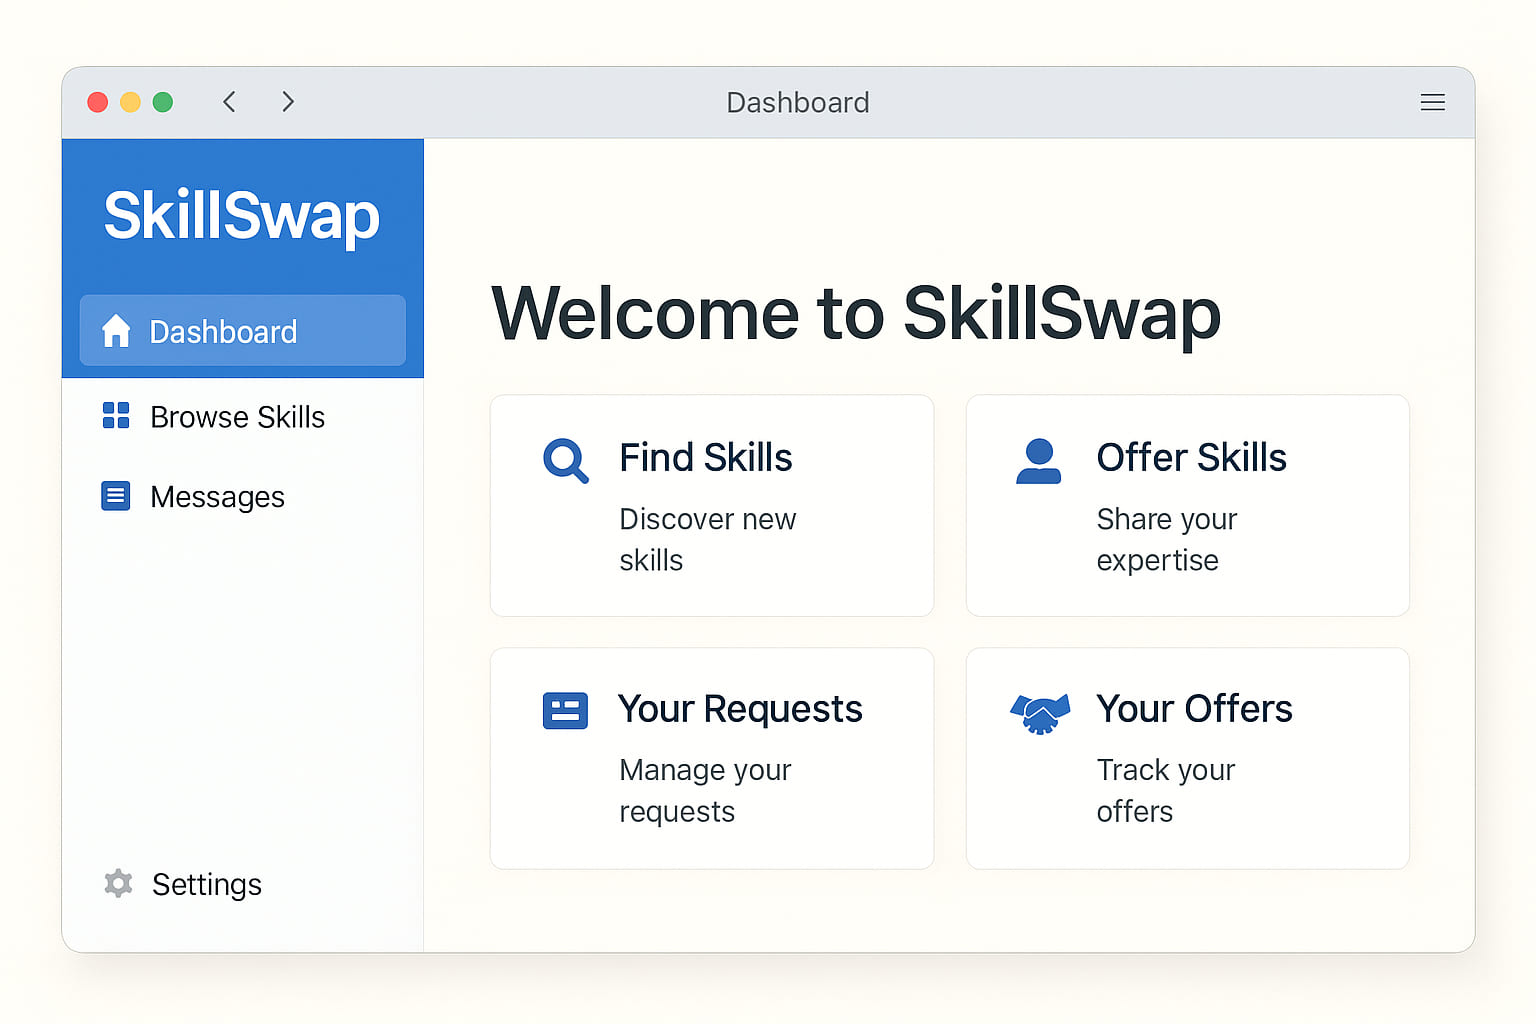 Dashboard
SkillSwap
Dashboard
Browse Skills
Messages
Settings
Welcome to SkillSwap
Find Skills
Discover new
skills
Offer Skills
Share your
expertise
Your Requests
Manage your
requests
Your Offers
Track your
offers